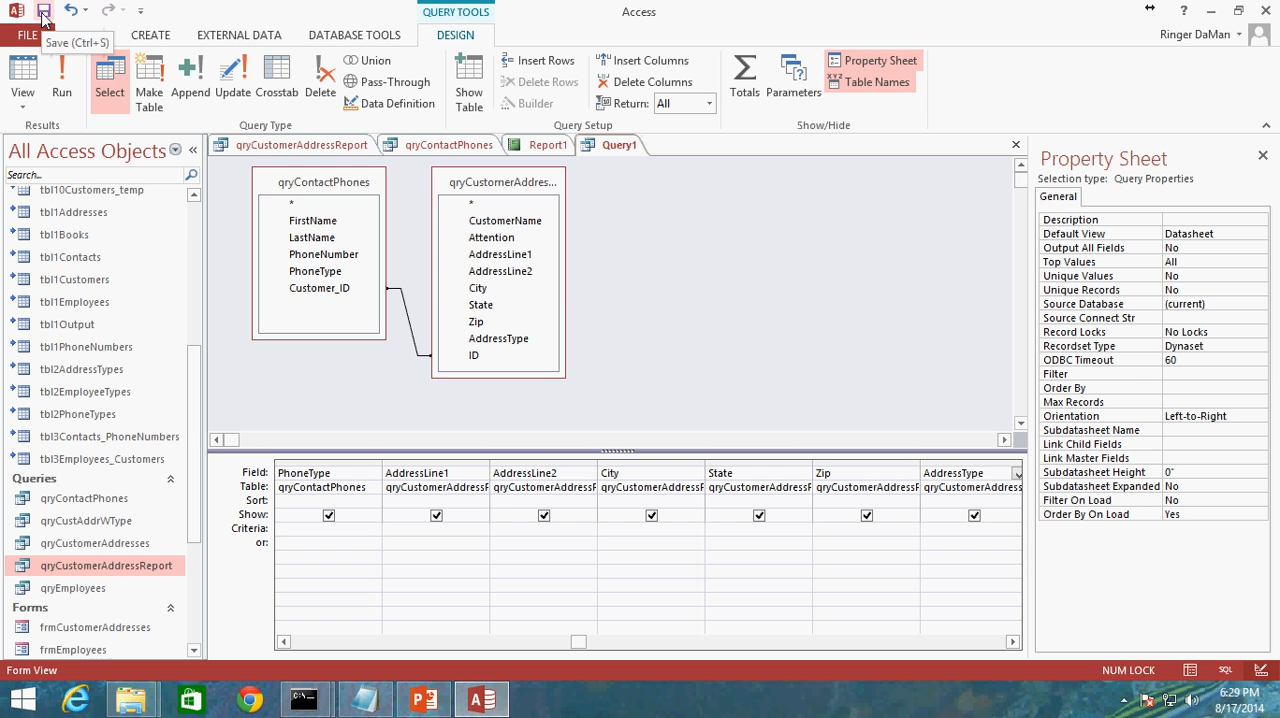 QUERY TOOLS
Access
FILE
CREATE
EXTERNAL DATA
DATABASE TOOLS
DESIGN
Ringer DaMan
Save (Ctrl+S)
View
Run
Select
Make Table
Append
Update
Crosstab
Delete
Union
Pass-Through
Data Definition
Show Table
Insert Rows
Delete Rows
Builder
Insert Columns
Delete Columns
Return: All
Totals
Parameters
Property Sheet
Table Names
Results
Query Type
Query Setup
Show/Hide
All Access Objects
Search...
tbl10Customers_temp
tbl1Addresses
tbl1Books
tbl1Contacts
tbl1Customers
tbl1Employees
tbl1Output
tbl1PhoneNumbers
tbl2AddressTypes
tbl2EmployeeTypes
tbl2PhoneTypes
tbl3Contacts_PhoneNumbers
tbl3Employees_Customers
Queries
qryContactPhones
qryCustAddrWType
qryCustomerAddresses
qryCustomerAddressReport
qryEmployees
Forms
frmCustomerAddresses
frmEmployees
qryCustomerAddressReport
qryContactPhones
Report1
Query1
qryContactPhones
*
FirstName
LastName
PhoneNumber
PhoneType
Customer_ID
qryCustomerAddres...
*
CustomerName
Attention
AddressLine1
AddressLine2
City
State
Zip
AddressType
ID
Field: PhoneType AddressLine1 AddressLine2 City State Zip AddressType
Table: qryContactPhones qryCustomerAddressF qryCustomerAddressF qryCustomerAddressF qryCustomerAddressF qryCustomerAddressF qryCustomerAddress
Sort:
Show:
Criteria:
or:
Property Sheet
Selection type: Query Properties
General
Description
Default View Datasheet
Output All Fields No
Top Values All
Unique Values No
Unique Records No
Source Database (current)
Source Connect Str
Record Locks No Locks
Recordset Type Dynaset
ODBC Timeout 60
Filter
Order By
Max Records
Orientation Left-to-Right
Subdatasheet Name
Link Child Fields
Link Master Fields
Subdatasheet Height 0"
Subdatasheet Expanded No
Filter On Load No
Order By On Load Yes
Form View
NUM LOCK
SQL
6:29 PM
8/17/2014